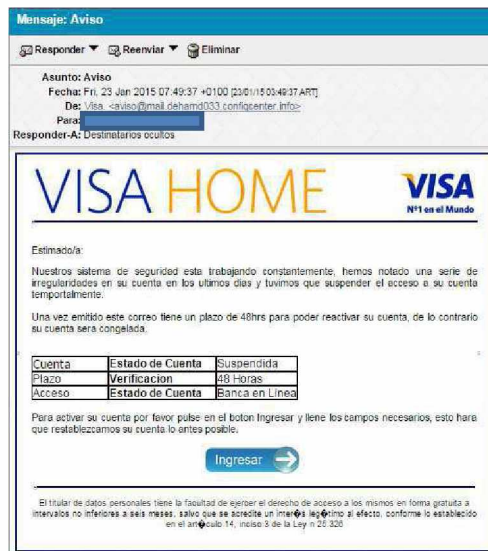 Mensaje: Aviso
Responder Reenviar Eliminar
Asunto: Aviso
Fecha: Fri, 23 Jan 2015 07:49:37 +0100 [23/01/15 03:49:37 ART]
De: Visa <aviso@mail.dehamd033.configcenter.info>
Para:
Responder-A: Destinatarios ocultos
VISA HOME
VISA
Nº1 en el Mundo
Estimado/a:
Nuestros sistema de seguridad esta trabajando constantemente, hemos notado una serie de
irregularidades en su cuenta en los ultimos dias y tuvimos que suspender el acceso a su cuenta
temportalmente.
Una vez emitido este correo tiene un plazo de 48hrs para poder reactivar su cuenta, de lo contrario
su cuenta sera congelada.
Cuenta Estado de Cuenta Suspendida
Plazo Verificacion 48 Horas
Acceso Estado de Cuenta Banca en Linea
Para activar su cuenta por favor pulse en el boton Ingresar y llene los campos necesarios, esto hara
que restablezcamos su cuenta lo antes posible.
Ingresar
El titular de datos personales tiene la facultad de ejercer el derecho de acceso a los mismos en forma gratuita a
intervalos no inferiores a seis meses, salvo que se acredite un inter�s leg�timo al efecto, conforme lo establecido
en el art�culo 14, inciso 3 de la Ley n 25.326